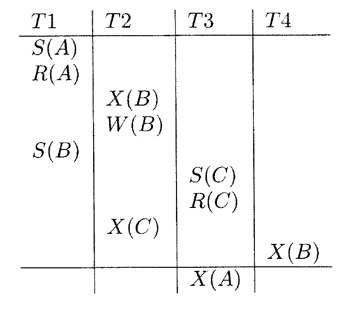 T1 T2 T3 T4
S(A)
R(A)
X(B)
W(B)
S(B)
S(C)
R(C)
X(C)
X(B)
X(A)